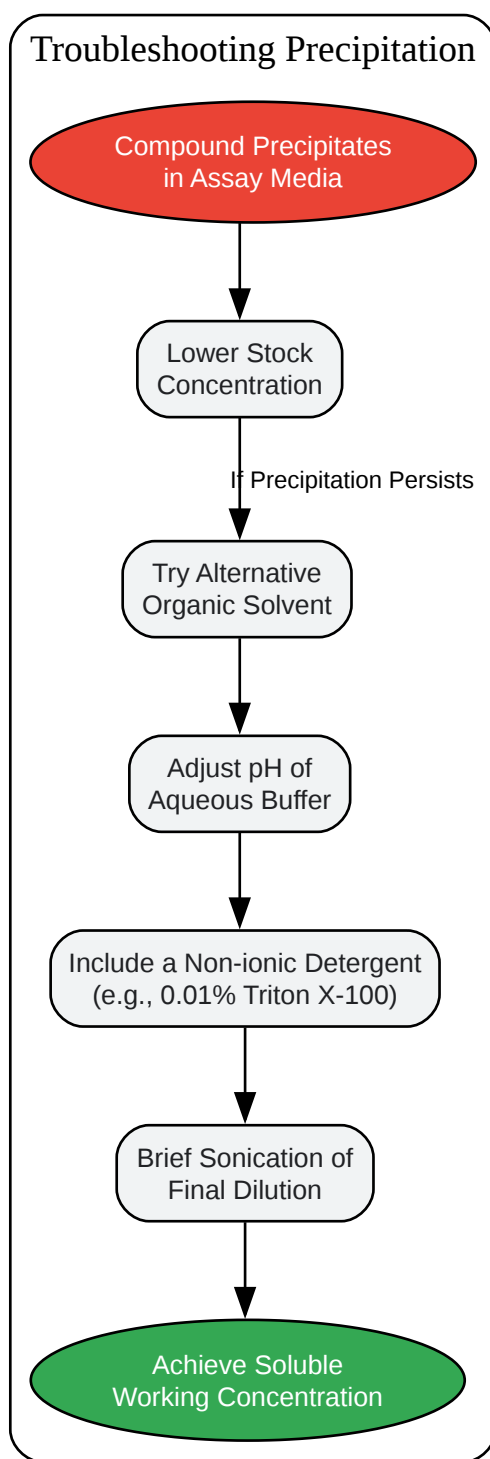 Troubleshooting Precipitation
Compound Precipitates
in Assay Media
Lower Stock
Concentration
If Precipitation Persists
Try Alternative
Organic Solvent
Adjust pH of
Aqueous Buffer
Include a Non-ionic Detergent
(e.g., 0.01% Triton X-100)
Brief Sonication of
Final Dilution
Achieve Soluble
Working Concentration